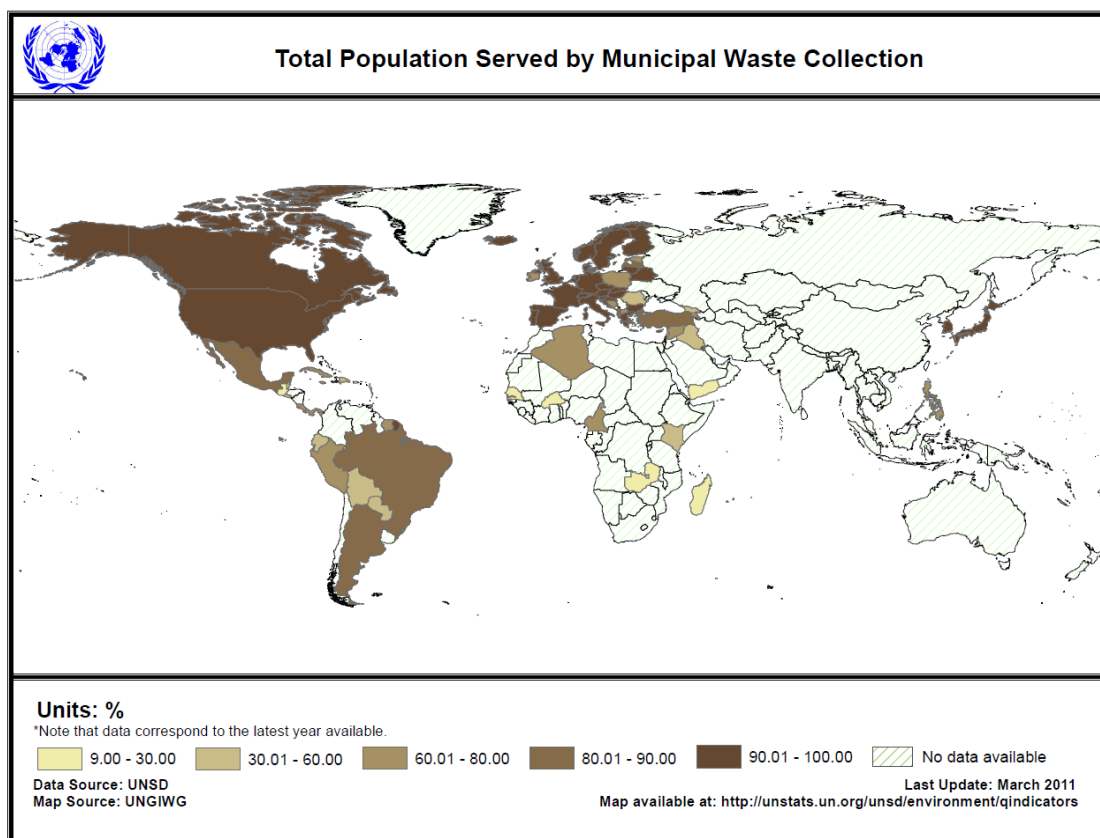 Total Population Served by Municipal Waste Collection
Units: %
*Note that data correspond to the latest year available.
9.00 - 30.00
30.01 - 60.00
60.01 - 80.00
80.01 - 90.00
90.01 - 100.00
No data available
Data Source: UNSD
Map Source: UNGIWG
Last Update: March 2011
Map available at: http://unstats.un.org/unsd/environment/qindicators